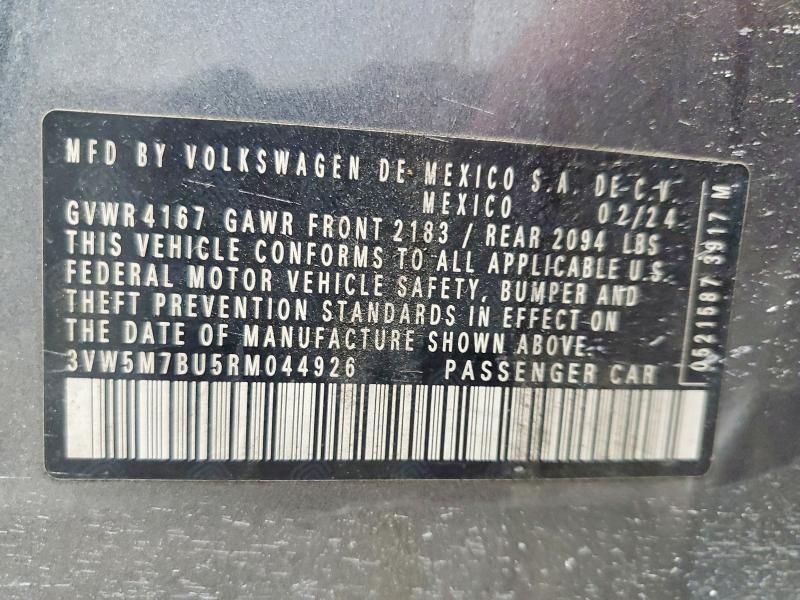 MFD BY VOLKSWAGEN DE MEXICO S.A. DE C.V.
MEXICO 02/24
GVWR 4167 GAWR FRONT 2183 / REAR 2094 LBS
THIS VEHICLE CONFORMS TO ALL APPLICABLE U.S.
FEDERAL MOTOR VEHICLE SAFETY, BUMPER AND
THEFT PREVENTION STANDARDS IN EFFECT ON
THE DATE OF MANUFACTURE SHOWN ABOVE.
3VW5M7BU5RM044926 PASSENGER CAR
0521587 3917 M